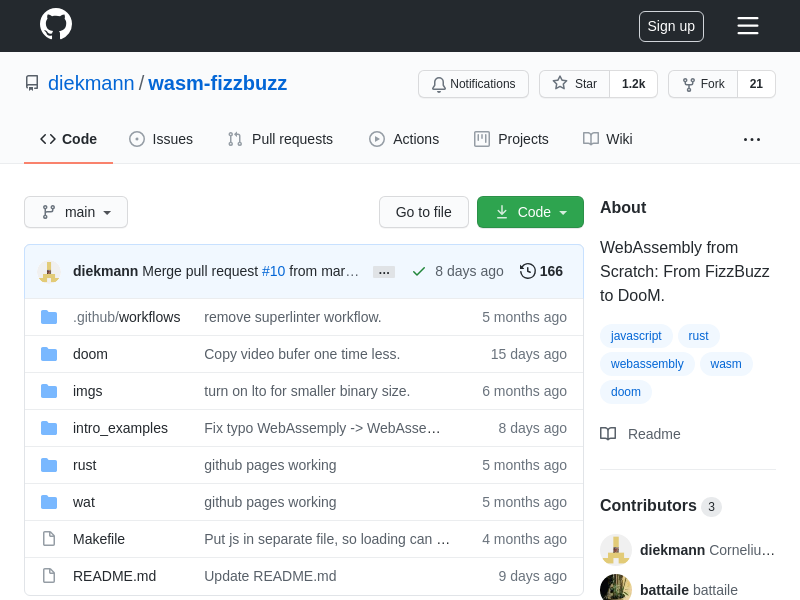 Sign up
diekmann / wasm-fizzbuzz
Notifications
Star 1.2k
Fork 21
Code
Issues
Pull requests
Actions
Projects
Wiki
main
Go to file
Code
diekmann Merge pull request #10 from mar… ... 8 days ago 166
.github/workflows remove superlinter workflow. 5 months ago
doom Copy video bufer one time less. 15 days ago
imgs turn on lto for smaller binary size. 6 months ago
intro_examples Fix typo WebAssemply -> WebAsse… 8 days ago
rust github pages working 5 months ago
wat github pages working 5 months ago
Makefile Put js in separate file, so loading can … 4 months ago
README.md Update README.md 9 days ago
About
WebAssembly from
Scratch: From FizzBuzz
to DooM.
javascript rust
webassembly wasm
doom
Readme
Contributors 3
diekmann Corneliu…
battaile battaile